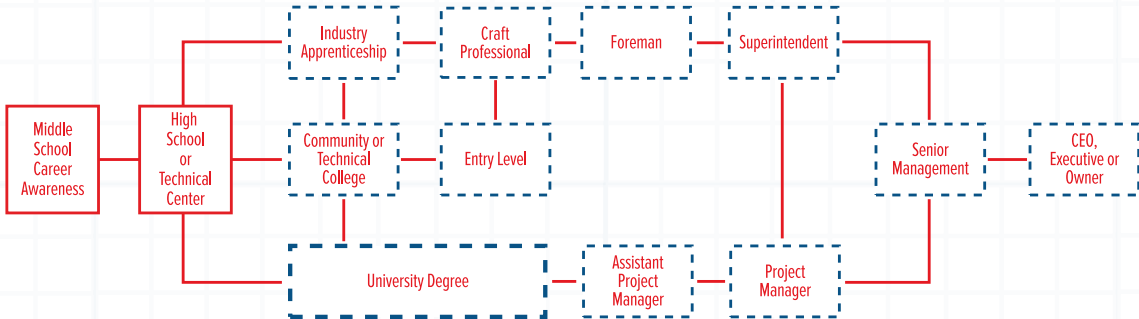 Industry
Apprenticeship
Craft
Professional
Foreman
Superintendent
Middle
School
Career
Awareness
High
School
or
Technical
Center
Community or
Technical
College
Entry Level
Senior
Management
CEO,
Executive or
Owner
University Degree
Assistant
Project
Manager
Project
Manager